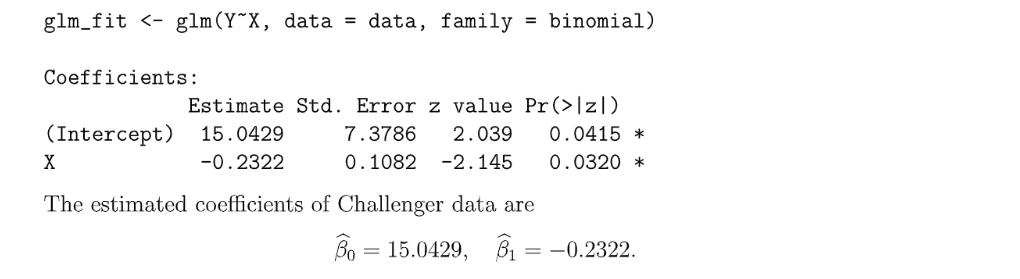 glm_fit <- glm(Y~X, data = data, family = binomial)
Coefficients:
Estimate Std. Error z value Pr(>|z|)
(Intercept) 15.0429 7.3786 2.039 0.0415 *
X -0.2322 0.1082 -2.145 0.0320 *
The estimated coefficients of Challenger data are
β̂₀ = 15.0429, β̂₁ = −0.2322.